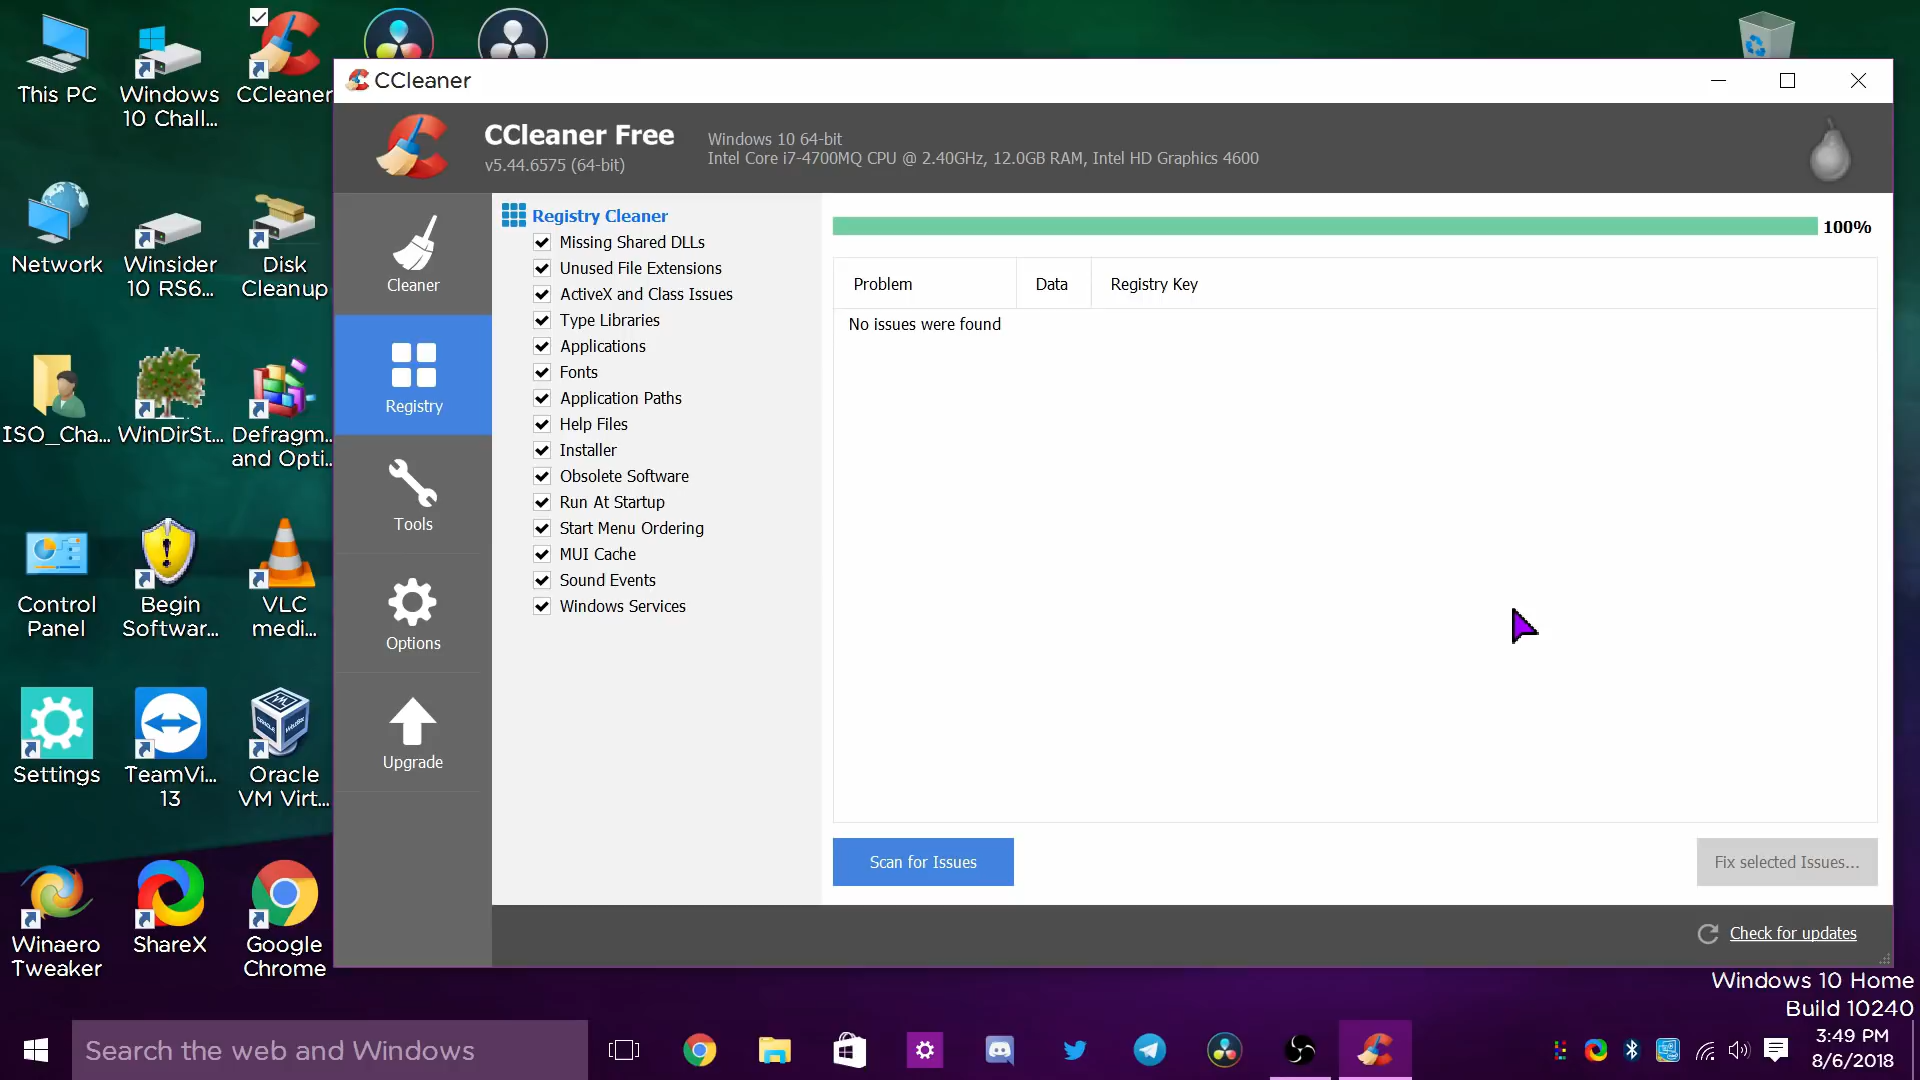 This PC
Windows
10 Chall...
CCleaner
Network
Winsider
10 RS6...
Disk
Cleanup
ISO_Cha...
WinDirSt...
Defragm...
and Opti...
Control
Panel
Begin
Softwar...
VLC
medi...
Settings
TeamVi...
13
Oracle
VM Virt...
Winaero
Tweaker
ShareX
Google
Chrome
CCleaner
CCleaner Free
v5.44.6575 (64-bit)
Windows 10 64-bit
Intel Core i7-4700MQ CPU @ 2.40GHz, 12.0GB RAM, Intel HD Graphics 4600
Cleaner
Registry
Tools
Options
Upgrade
Registry Cleaner
Missing Shared DLLs
Unused File Extensions
ActiveX and Class Issues
Type Libraries
Applications
Fonts
Application Paths
Help Files
Installer
Obsolete Software
Run At Startup
Start Menu Ordering
MUI Cache
Sound Events
Windows Services
100%
Problem Data Registry Key
No issues were found
Scan for Issues
Fix selected Issues...
Check for updates
Windows 10 Home
Build 10240
Search the web and Windows
3:49 PM
8/6/2018